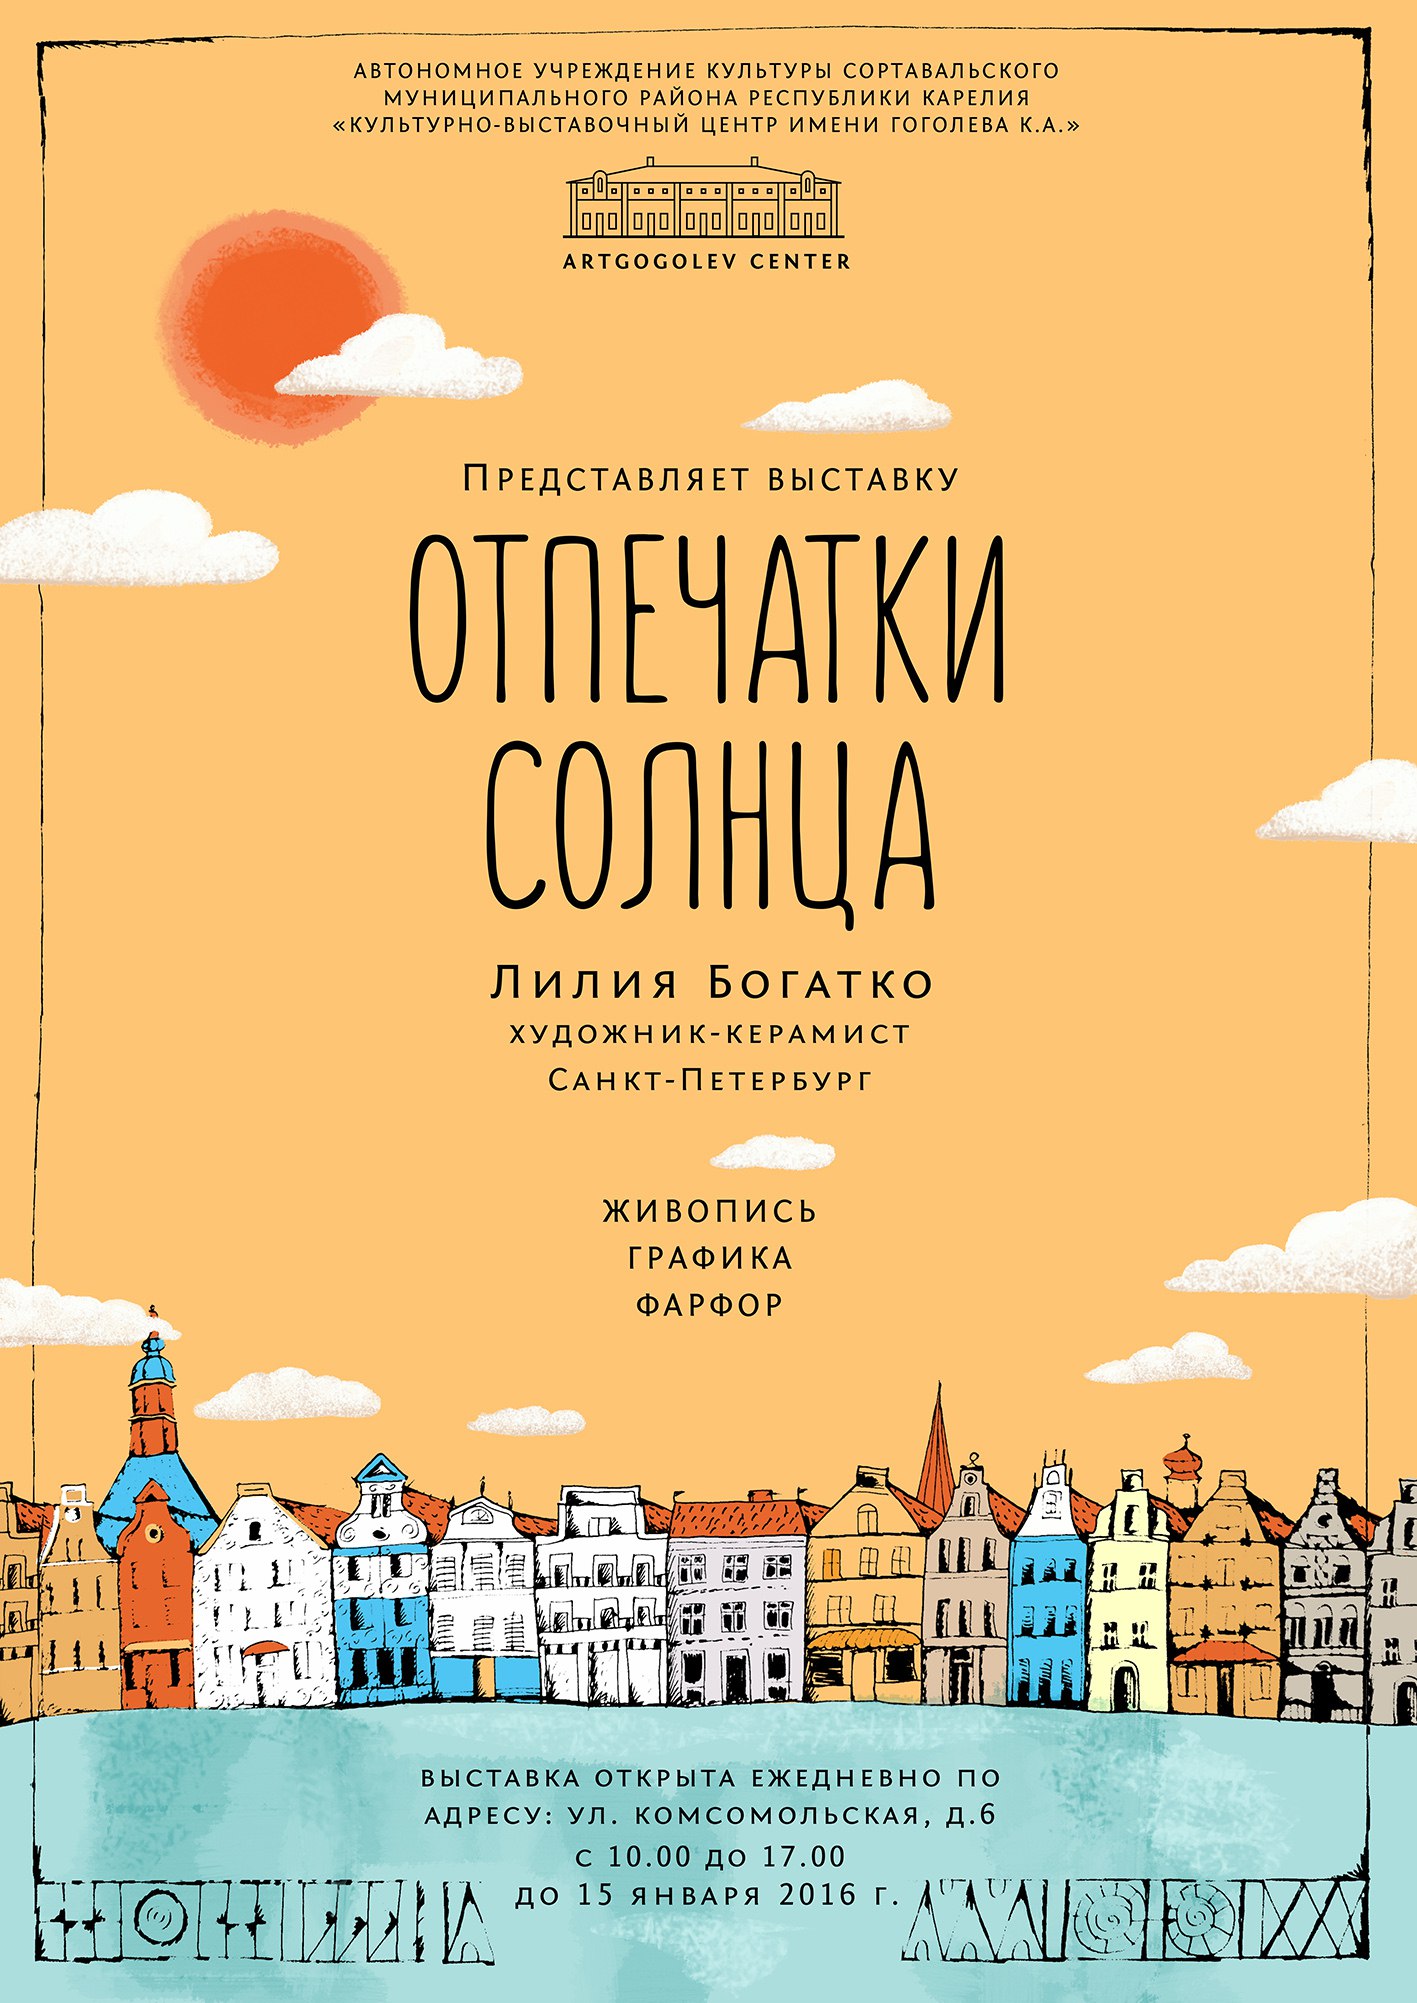 АВТОНОМНОЕ УЧРЕЖДЕНИЕ КУЛЬТУРЫ СОРТАВАЛЬСКОГО
МУНИЦИПАЛЬНОГО РАЙОНА РЕСПУБЛИКИ КАРЕЛИЯ
«КУЛЬТУРНО-ВЫСТАВОЧНЫЙ ЦЕНТР ИМЕНИ ГОГОЛЕВА К.А.»
ARTGOGOLEV CENTER
ПРЕДСТАВЛЯЕТ ВЫСТАВКУ
ОТПЕЧАТКИ
СОЛНЦА
ЛИЛИЯ БОГАТКО
ХУДОЖНИК-КЕРАМИСТ
САНКТ-ПЕТЕРБУРГ
ЖИВОПИСЬ
ГРАФИКА
ФАРФОР
ВЫСТАВКА ОТКРЫТА ЕЖЕДНЕВНО ПО
АДРЕСУ: УЛ. КОМСОМОЛЬСКАЯ, Д.6
С 10.00 ДО 17.00
ДО 15 ЯНВАРЯ 2016 Г.